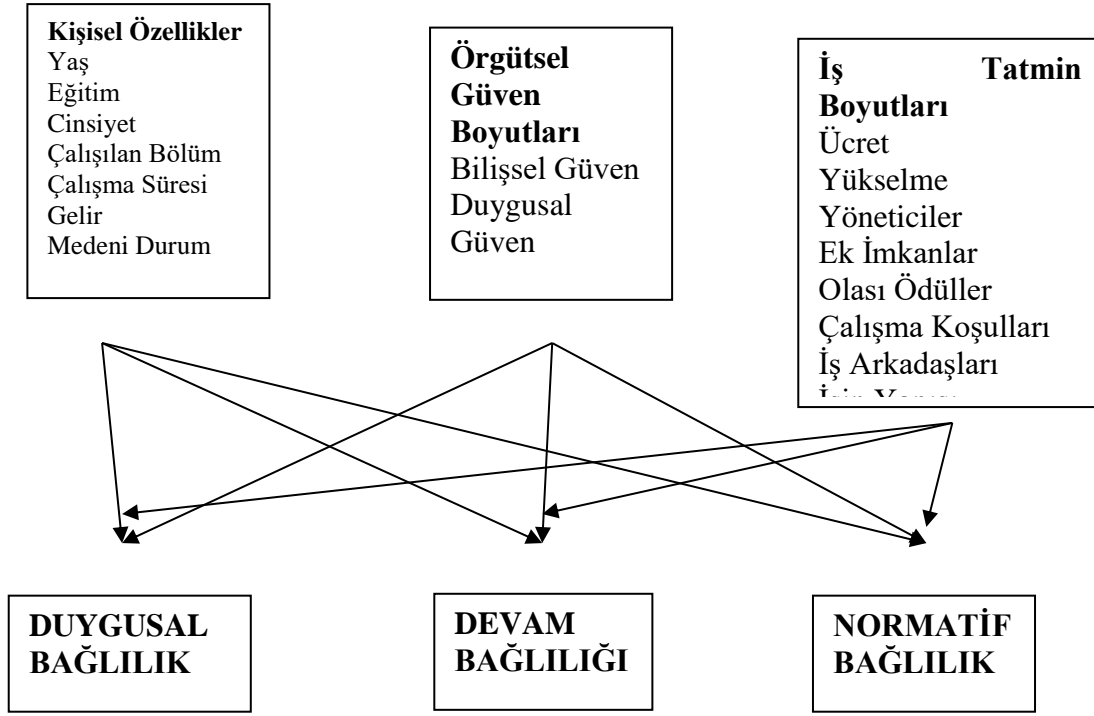 Kişisel Özellikler
Yaş
Eğitim
Cinsiyet
Çalışılan Bölüm
Çalışma Süresi
Gelir
Medeni Durum
Örgütsel
Güven
Boyutları
Bilişsel Güven
Duygusal
Güven
İş Tatmin
Boyutları
Ücret
Yükselme
Yöneticiler
Ek İmkanlar
Olası Ödüller
Çalışma Koşulları
İş Arkadaşları
DUYGUSAL
BAĞLILIK
DEVAM
BAĞLILIĞI
NORMATİF
BAĞLILIK